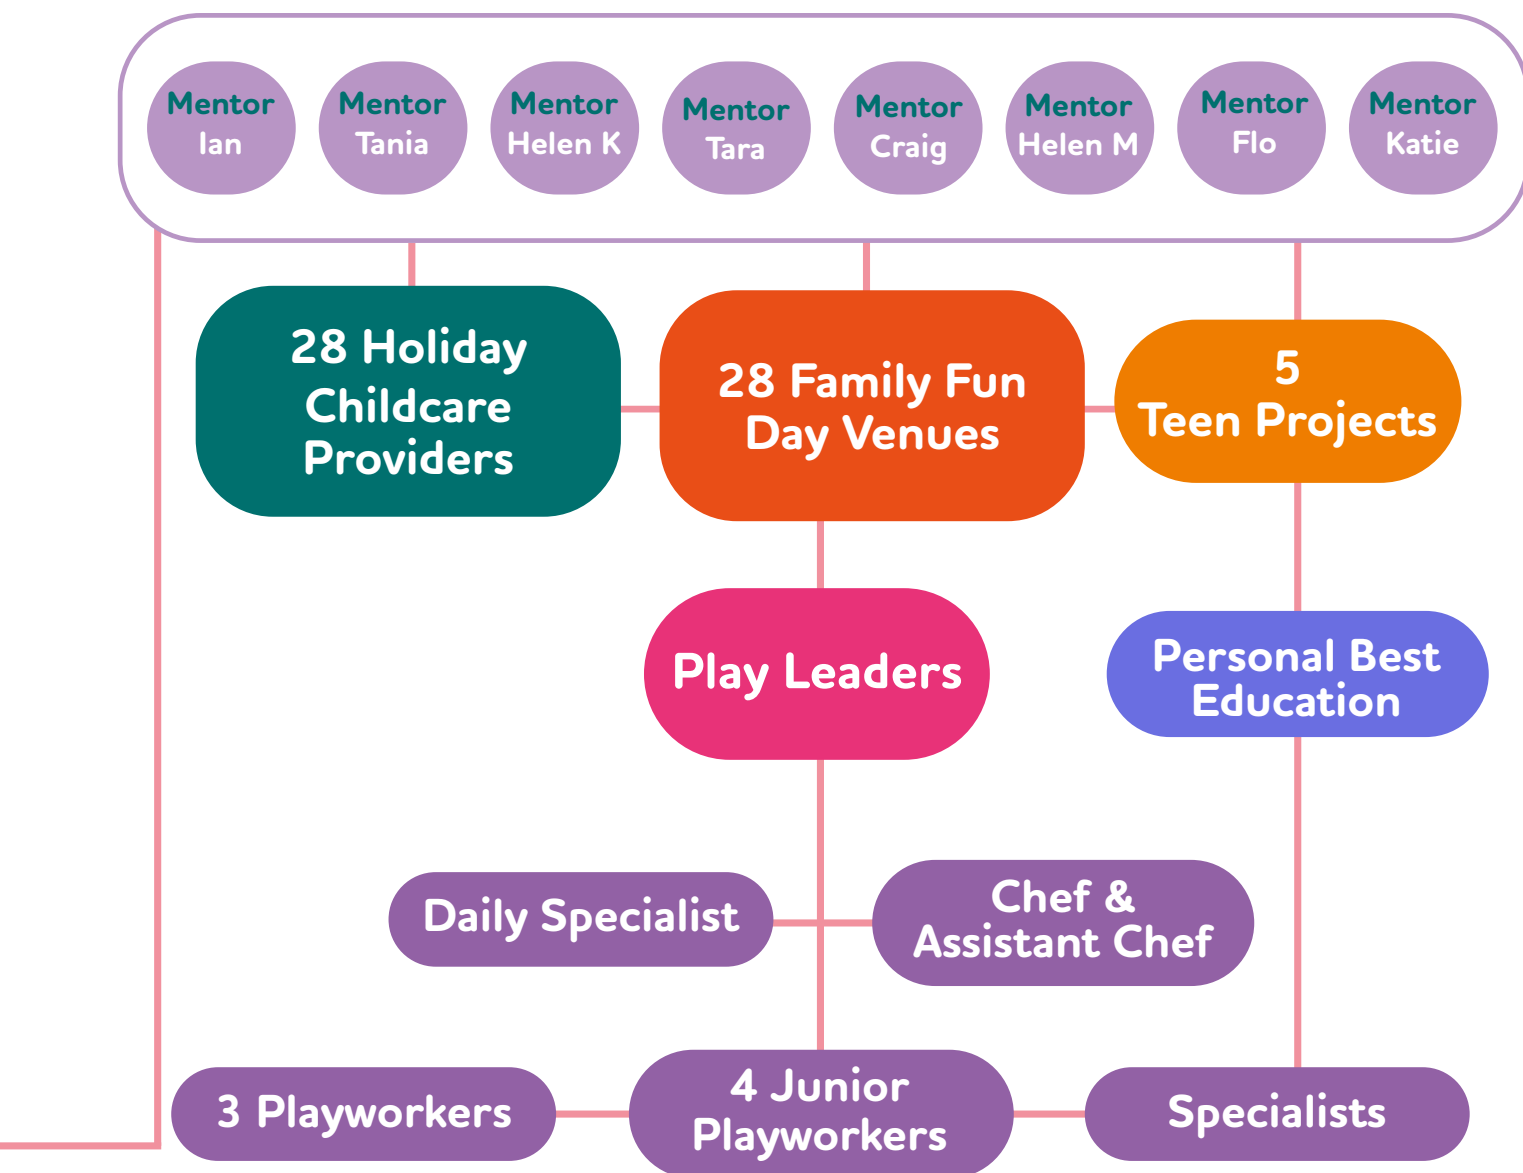 Mentor
Ian
Mentor
Tania
Mentor
Helen K
Mentor
Tara
Mentor
Craig
Mentor
Helen M
Mentor
Flo
Mentor
Katie
28 Holiday
Childcare
Providers
28 Family Fun
Day Venues
5
Teen Projects
Play Leaders
Personal Best
Education
Daily Specialist
Chef &
Assistant Chef
3 Playworkers
4 Junior
Playworkers
Specialists